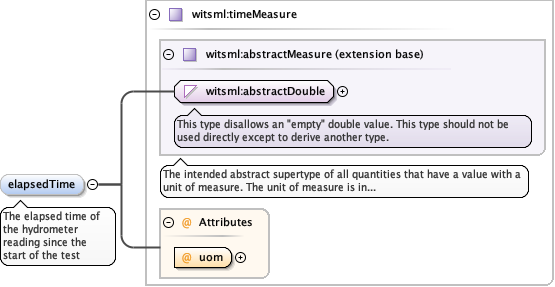 witsml:timeMeasure
witsml:abstractMeasure (extension base)
witsml:abstractDouble
This type disallows an "empty" double value. This type should not be
used directly except to derive another type.
The intended abstract supertype of all quantities that have a value with a
unit of measure. The unit of measure is in...
elapsedTime
The elapsed time of
the hydrometer
reading since the
start of the test
@ Attributes
@ uom